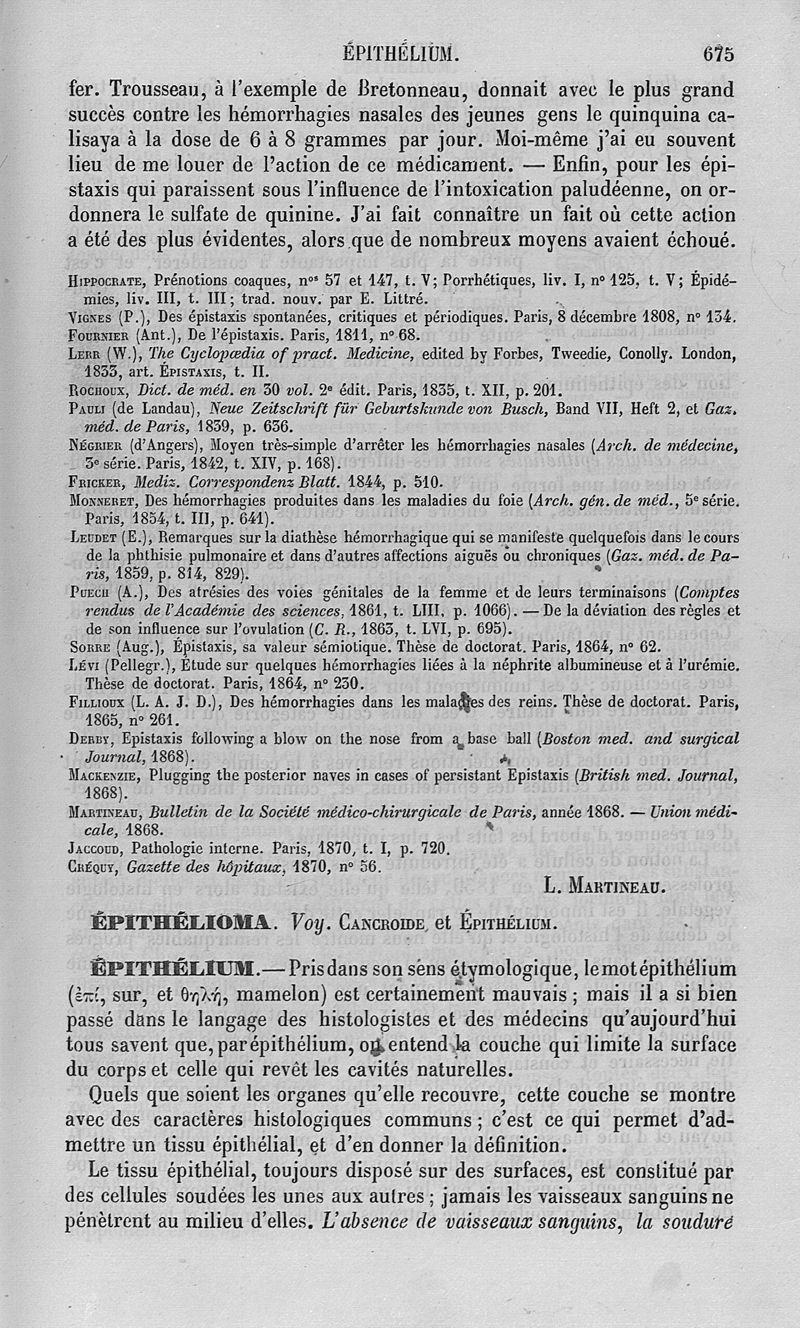 ÉPITHÉLIUM. 675
fer. Trousseau, à l'exemple de Bretonneau, donnait avec le plus grand
succès contre les hémorrhagies nasales des jeunes gens le quinquina ca-
lisaya à la dose de 6 à 8 grammes par jour. Moi-même j'ai eu souvent
lieu de me louer de l'action de ce médicament. — Enfin, pour les épi-
staxis qui paraissent sous l'influence de l'intoxication paludéenne, on or-
donnera le sulfate de quinine. J'ai fait connaître un fait où cette action
a été des plus évidentes, alors que de nombreux moyens avaient échoué.
HIPPOCRATE, Prénotions coaques, nos 57 et 147, t. V; Porrhétiques, liv. I, n° 125, t. V; Épidé-
mies, liv. III, t. III; trad. nouv. par E. Littré.
VIGNES (P.), Des épistaxis spontanées, critiques et périodiques. Paris, 8 décembre 1808, n° 134.
FOURNIER (Ant.), De l'épistaxis. Paris, 1811, n° 68.
LERR (W.), The Cyclopædia of pract. Medicine, edited by Forbes, Tweedie, Conolly. London,
1833, art. ÉPISTAXIS, t. II.
ROCHOUX, Dict. de méd. en 30 vol. 2e édit. Paris, 1835, t. XII, p. 201.
PAULI (de Landau), Neue Zeitschrift für Geburtskunde von Busch, Band VII, Heft 2, et Gaz.
méd. de Paris, 1839, p. 636.
NÉGRIER (d'Angers), Moyen très-simple d'arrêter les hémorrhagies nasales (Arch. de médecine,
3e série. Paris, 1842, t. XIV, p. 168).
FRICKER, Mediz. Correspondenz Blatt. 1844, p. 510.
MONNERET, Des hémorrhagies produites dans les maladies du foie (Arch. gén. de méd., 5e série.
Paris, 1854, t. III, p. 641).
LEUDET (E.), Remarques sur la diathèse hémorrhagique qui se manifeste quelquefois dans le cours
de la phthisie pulmonaire et dans d'autres affections aiguës ou chroniques (Gaz. méd. de Pa-
ris, 1859, p. 814, 829).
PUECH (A.), Des atrésies des voies génitales de la femme et de leurs terminaisons (Comptes
rendus de l'Académie des sciences, 1861, t. LIII, p. 1066). — De la déviation des règles et
de son influence sur l'ovulation (C. R., 1863, t. LVI, p. 695).
SORRE (Aug.), Épistaxis, sa valeur sémiotique. Thèse de doctorat. Paris, 1864, n° 62.
LÉVI (Pellegr.), Étude sur quelques hémorrhagies liées à la néphrite albumineuse et à l'urémie.
Thèse de doctorat. Paris, 1864, n° 230.
FILLIOUX (L. A. J. D.), Des hémorrhagies dans les maladies des reins. Thèse de doctorat. Paris,
1865, n° 261.
DERBY, Epistaxis following a blow on the nose from a base ball (Boston med. and surgical
Journal, 1868).
MACKENZIE, Plugging the posterior naves in cases of persistant Epistaxis (British med. Journal,
1868).
MARTINEAU, Bulletin de la Société médico-chirurgicale de Paris, année 1868. — Union médi-
cale, 1868.
JACCOUD, Pathologie interne. Paris, 1870, t. I, p. 720.
CRÉQUY, Gazette des hôpitaux, 1870, n° 56.
L. MARTINEAU.
ÉPITHÉLIOMA. Voy. CANCROIDE et ÉPITHÉLIUM.
ÉPITHÉLIUM. — Pris dans son sens étymologique, le mot épithélium
(ἐπί, sur, et θηλή, mamelon) est certainement mauvais; mais il a si bien
passé dans le langage des histologistes et des médecins qu'aujourd'hui
tous savent que, par épithélium, on entend la couche qui limite la surface
du corps et celle qui revêt les cavités naturelles.
Quels que soient les organes qu'elle recouvre, cette couche se montre
avec des caractères histologiques communs; c'est ce qui permet d'ad-
mettre un tissu épithélial, et d'en donner la définition.
Le tissu épithélial, toujours disposé sur des surfaces, est constitué par
des cellules soudées les unes aux autres; jamais les vaisseaux sanguins ne
pénètrent au milieu d'elles. L'absence de vaisseaux sanguins, la soudure